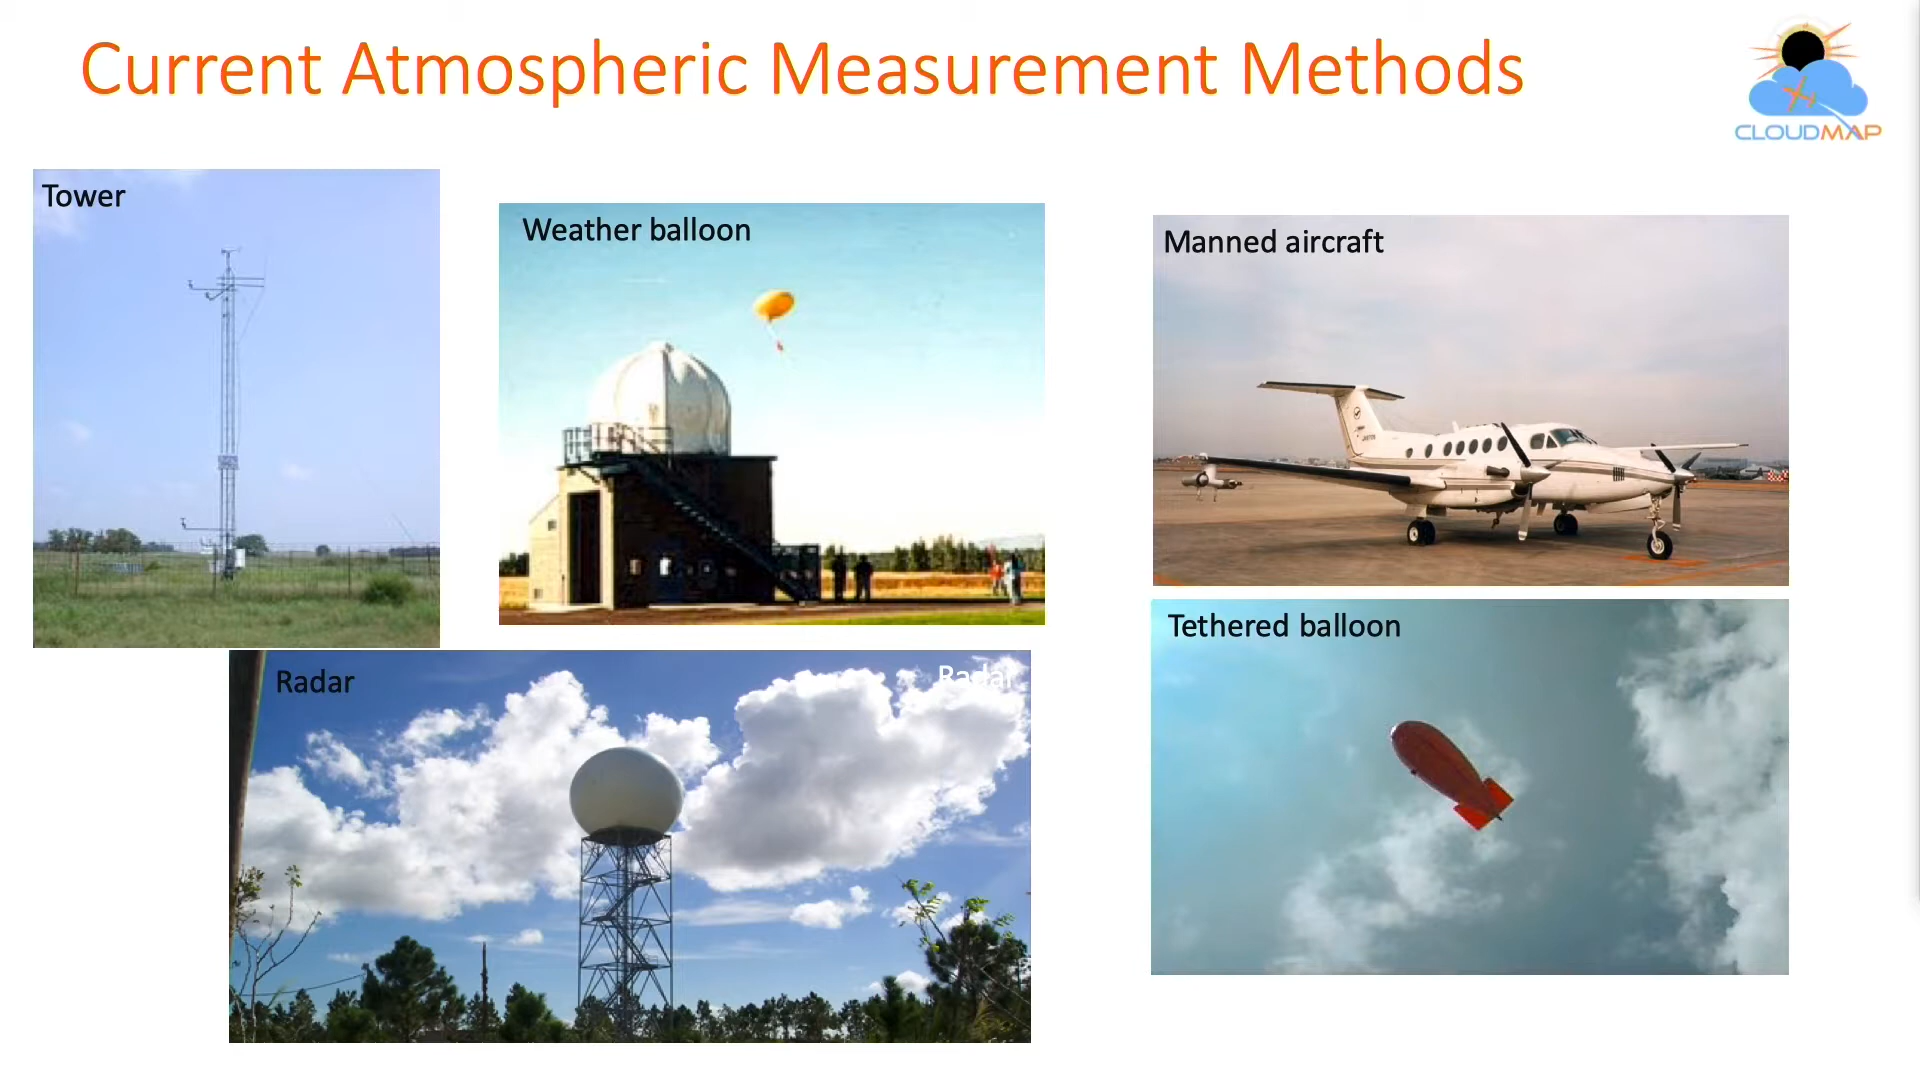 Current Atmospheric Measurement Methods
CLOUDMAP
Tower
Weather balloon
Manned aircraft
Tethered balloon
Radar
Radar